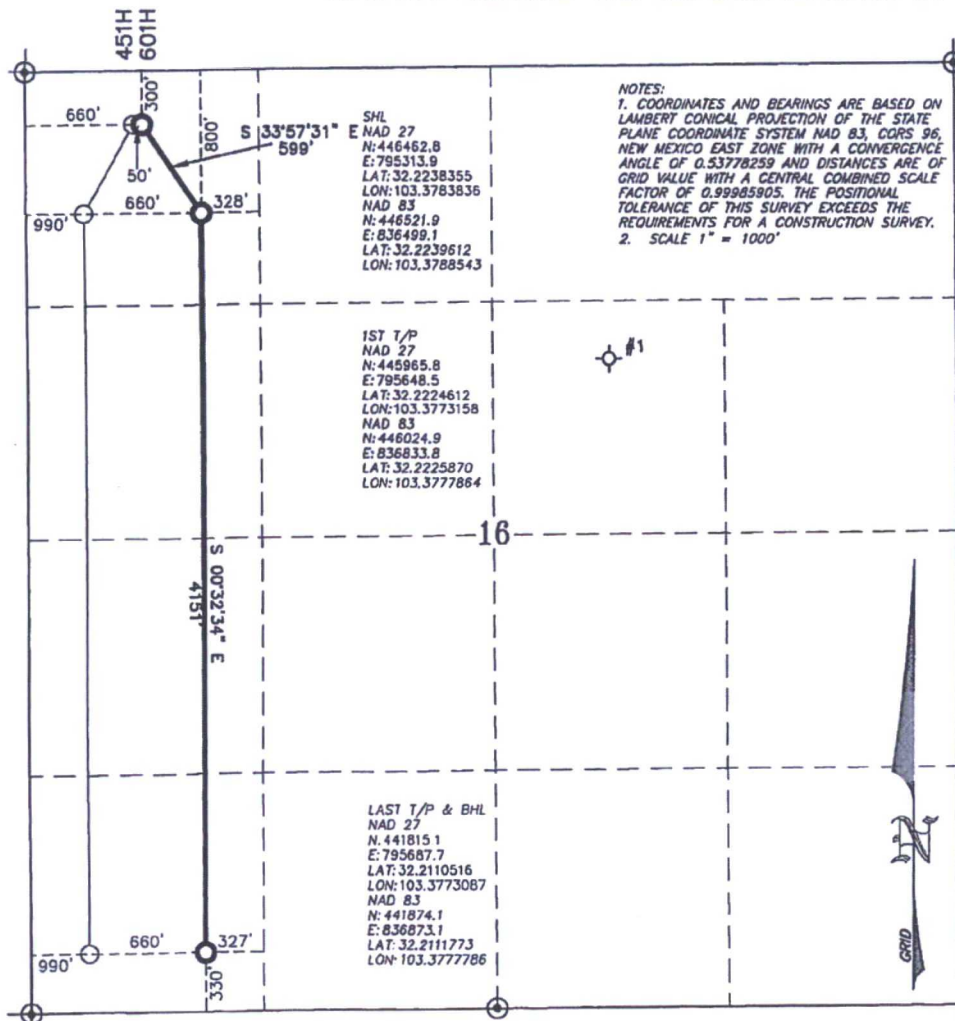 451H
601H
660'
300'
50'
800'
S 33°57'31" E
599'
990'
660'
328'
SHL
NAD 27
N:446462.8
E:795313.9
LAT:32.2238355
LON:103.3783836
NAD 83
N:446521.9
E:836499.1
LAT:32.2239612
LON:103.3788543
NOTES:
1. COORDINATES AND BEARINGS ARE BASED ON
LAMBERT CONICAL PROJECTION OF THE STATE
PLANE COORDINATE SYSTEM NAD 83, CORS 96,
NEW MEXICO EAST ZONE WITH A CONVERGENCE
ANGLE OF 0.53778259 AND DISTANCES ARE OF
GRID VALUE WITH A CENTRAL COMBINED SCALE
FACTOR OF 0.99985905. THE POSITIONAL
TOLERANCE OF THIS SURVEY EXCEEDS THE
REQUIREMENTS FOR A CONSTRUCTION SURVEY.
2. SCALE 1" = 1000'
1ST T/P
NAD 27
N:445965.8
E:795648.5
LAT:32.2224612
LON:103.3773158
NAD 83
N:446024.9
E:836833.8
LAT:32.2225870
LON:103.3777864
#1
16
S 00°32'34" E
4151'
LAST T/P & BHL
NAD 27
N.441815.1
E:795687.7
LAT:32.2110516
LON:103.3773087
NAD 83
N:441874.1
E:836873.1
LAT:32.2111773
LON:103.3777786
990'
660'
327'
330'
N
GRID